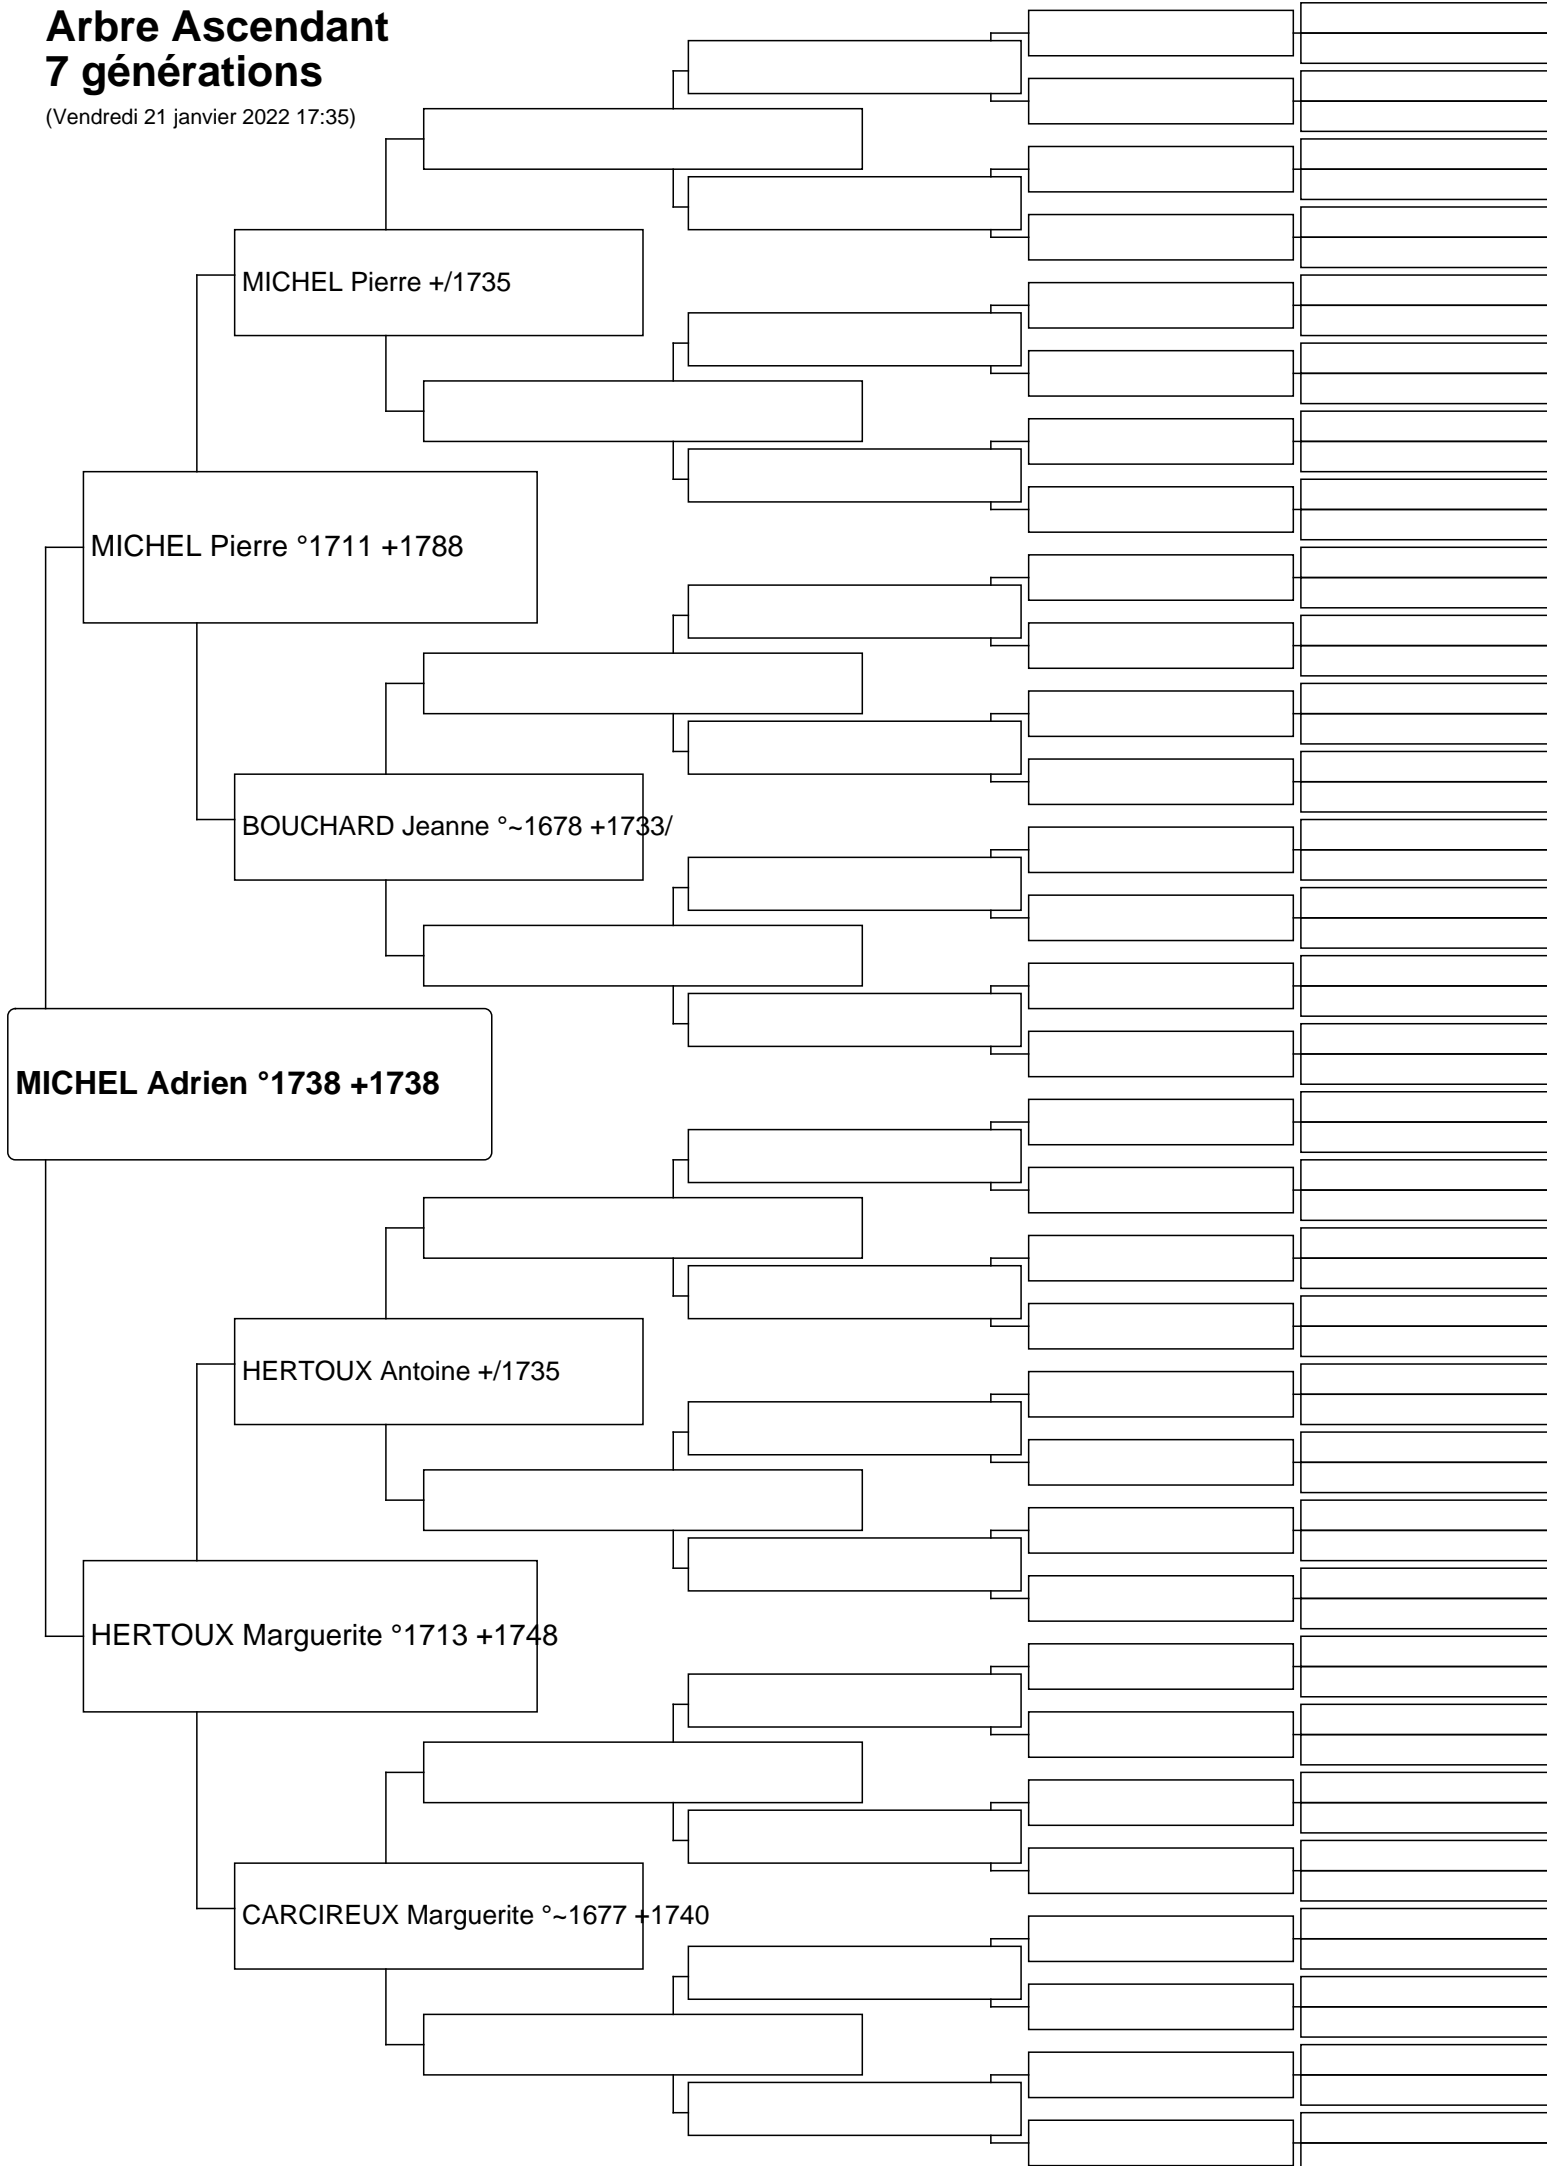 Arbre Ascendant
7 générations
(Vendredi 21 janvier 2022 17:35)
MICHEL Pierre +/1735
MICHEL Pierre °1711 +1788
BOUCHARD Jeanne °~1678 +1733/
MICHEL Adrien °1738 +1738
HERTOUX Antoine +/1735
HERTOUX Marguerite °1713 +1748
CARCIREUX Marguerite °~1677 +1740